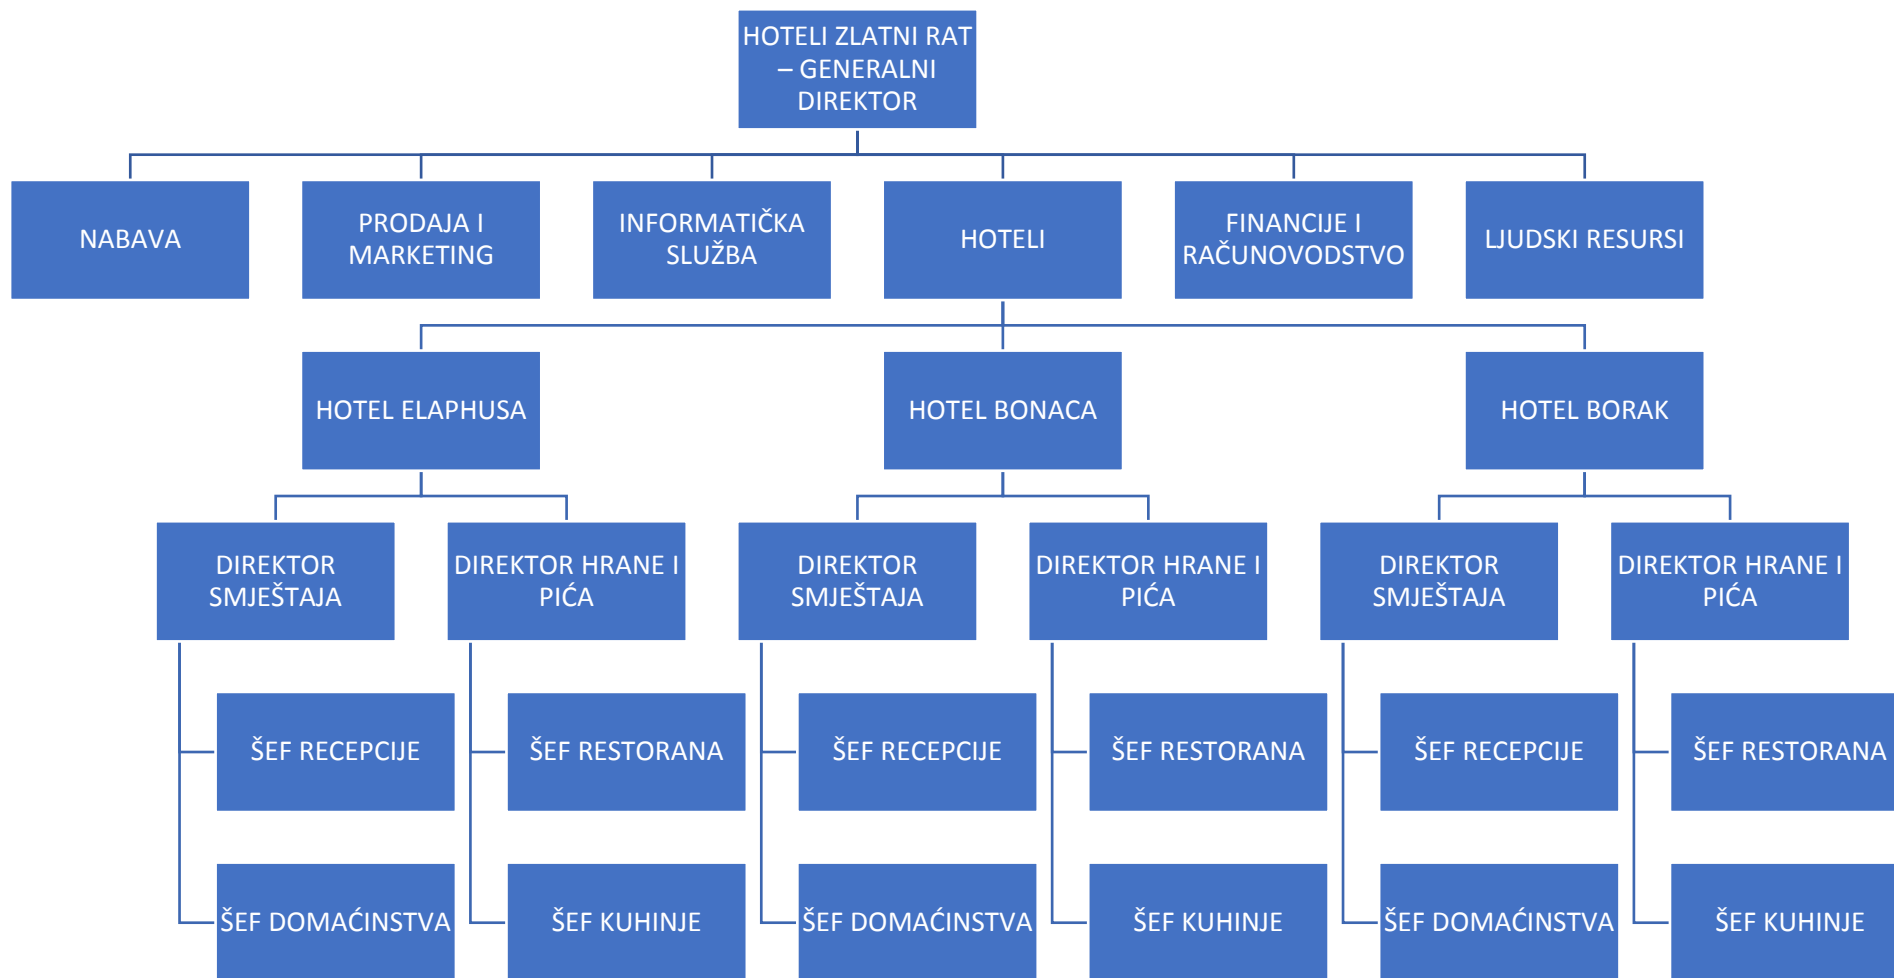 HOTELI ZLATNI RAT
– GENERALNI
DIREKTOR
NABAVA
PRODAJA I
MARKETING
INFORMATIČKA
SLUŽBA
HOTELI
FINANCIJE I
RAČUNOVODSTVO
LJUDSKI RESURSI
HOTEL ELAPHUSA
HOTEL BONACA
HOTEL BORAK
DIREKTOR
SMJEŠTAJA
DIREKTOR HRANE I
PIĆA
DIREKTOR
SMJEŠTAJA
DIREKTOR HRANE I
PIĆA
DIREKTOR
SMJEŠTAJA
DIREKTOR HRANE I
PIĆA
ŠEF RECEPCIJE
ŠEF RESTORANA
ŠEF RECEPCIJE
ŠEF RESTORANA
ŠEF RECEPCIJE
ŠEF RESTORANA
ŠEF DOMAĆINSTVA
ŠEF KUHINJE
ŠEF DOMAĆINSTVA
ŠEF KUHINJE
ŠEF DOMAĆINSTVA
ŠEF KUHINJE